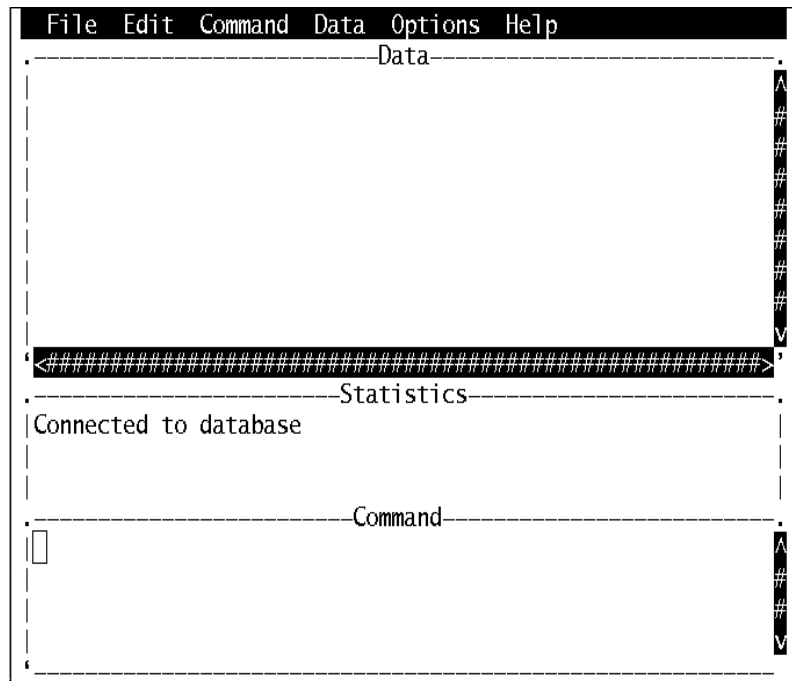 File Edit Command Data Options Help
Data
Statistics
Connected to database
Command